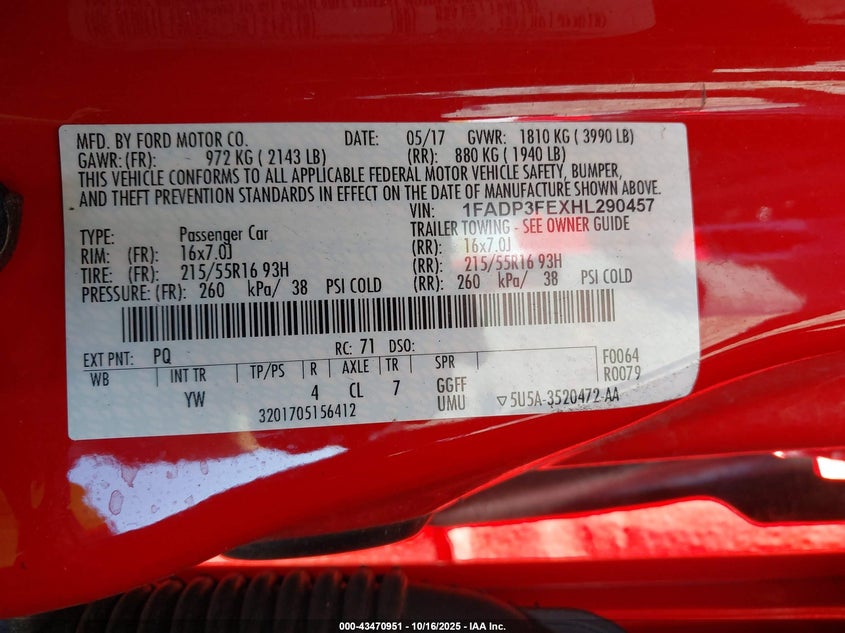 MFD. BY FORD MOTOR CO. DATE: 05/17 GVWR: 1810 KG ( 3990 LB)
GAWR: (FR): 972 KG ( 2143 LB) (RR): 880 KG ( 1940 LB)
THIS VEHICLE CONFORMS TO ALL APPLICABLE FEDERAL MOTOR VEHICLE SAFETY, BUMPER,
AND THEFT PREVENTION STANDARDS IN EFFECT ON THE DATE OF MANUFACTURE SHOWN ABOVE.
VIN: 1FADP3FEXHL290457
TYPE: Passenger Car TRAILER TOWING - SEE OWNER GUIDE
RIM: (FR): 16x7.0J (RR): 16x7.0J
TIRE: (FR): 215/55R16 93H (RR): 215/55R16 93H
PRESSURE: (FR): 260 kPa/ 38 PSI COLD (RR): 260 kPa/ 38 PSI COLD
EXT PNT: PQ RC: 71 DSO: F0064
WB INT TR TP/PS R AXLE TR SPR R0079
YW 4 CL 7 GGFF
3201705156412 UMU ▽5U5A-3520472-AA
000-43470951 - 10/16/2025 - IAA Inc.